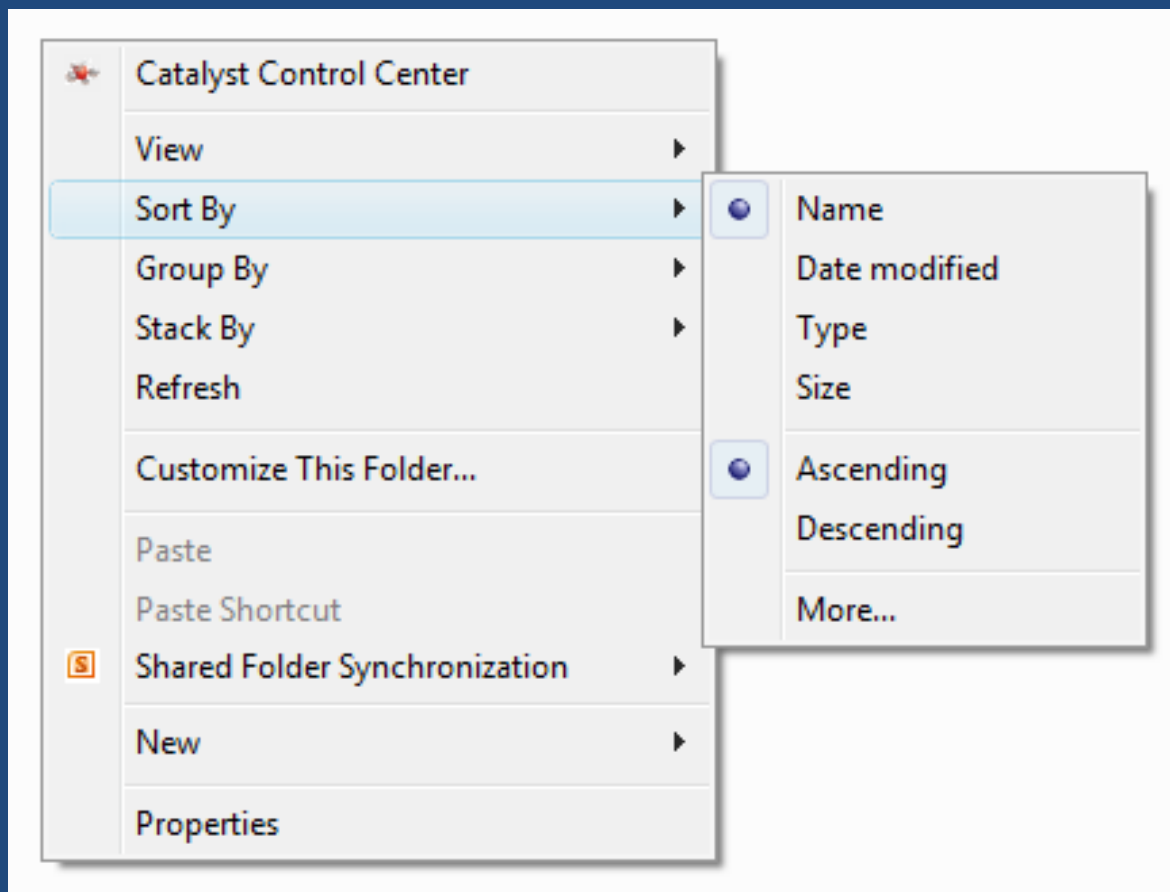 Catalyst Control Center
View
Sort By
Group By
Stack By
Refresh
Customize This Folder...
Paste
Paste Shortcut
S
Shared Folder Synchronization
New
Properties
Name
Date modified
Type
Size
Ascending
Descending
More...